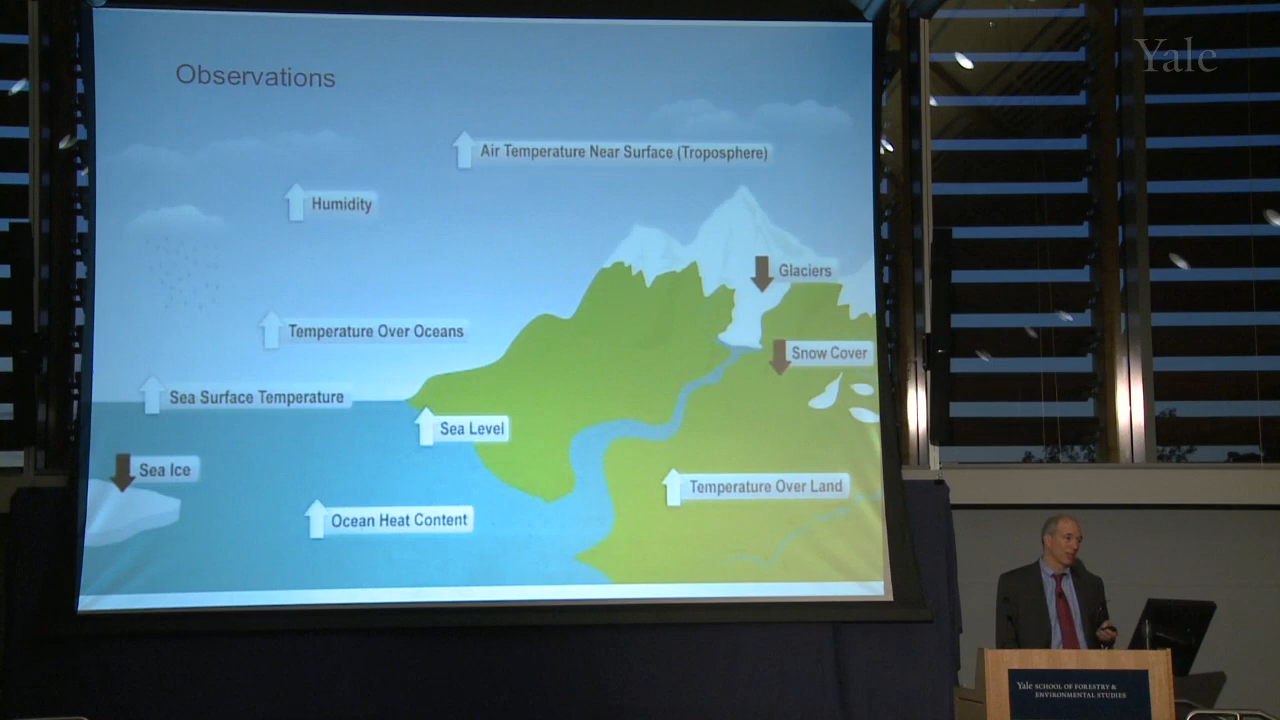 Yale
Observations
Air Temperature Near Surface (Troposphere)
Humidity
Glaciers
Temperature Over Oceans
Snow Cover
Sea Surface Temperature
Sea Level
Sea Ice
Temperature Over Land
Ocean Heat Content
Yale SCHOOL OF FORESTRY &
ENVIRONMENTAL STUDIES